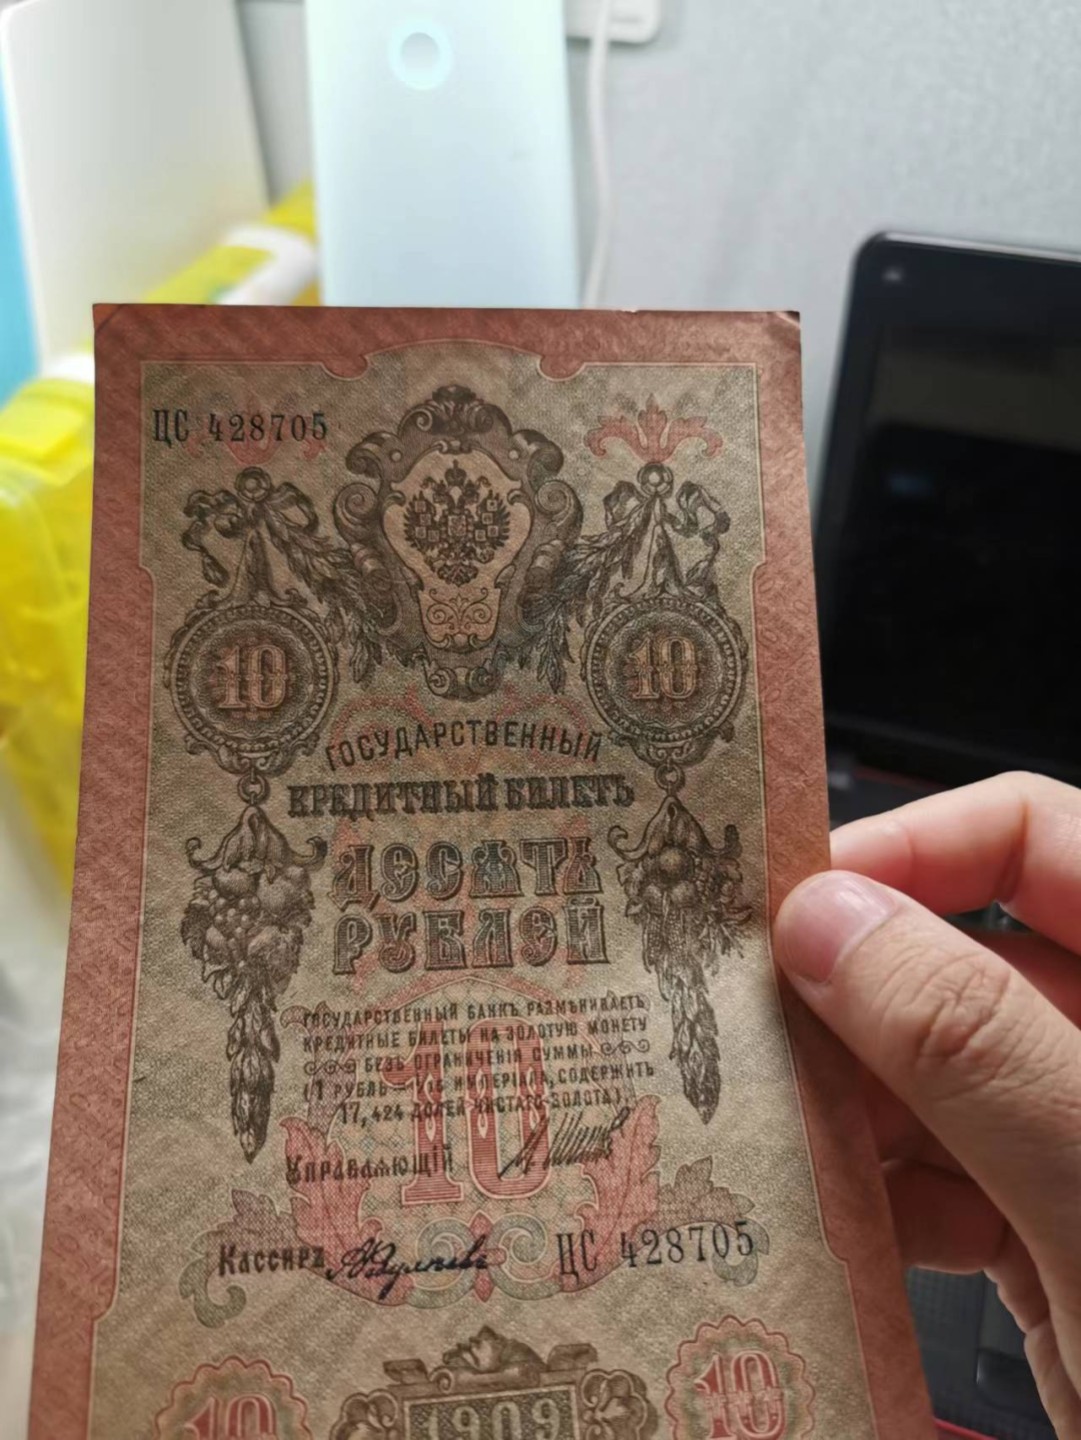 ЦС 428705
10 10
ГОСУДАРСТВЕННЫЙ
КРЕДИТНЫЙ БИЛЕТЪ
ДЕСЯТЬ
РУБЛЕЙ
ГОСУДАРСТВЕННЫЙ БАНКЪ РАЗМѢНИВАЕТЪ
КРЕДИТНЫЕ БИЛЕТЫ НА ЗОЛОТУЮ МОНЕТУ
БЕЗЪ ОГРАНИЧЕНІЯ СУММЫ
(1 РУБЛЬ = 1/15 ИМПЕРІАЛА, СОДЕРЖИТЪ
17,424 ДОЛЕЙ ЧИСТАГО ЗОЛОТА).
10
УПРАВЛЯЮЩІЙ
КАССИРЪ
ЦС 428705
10 1909 10